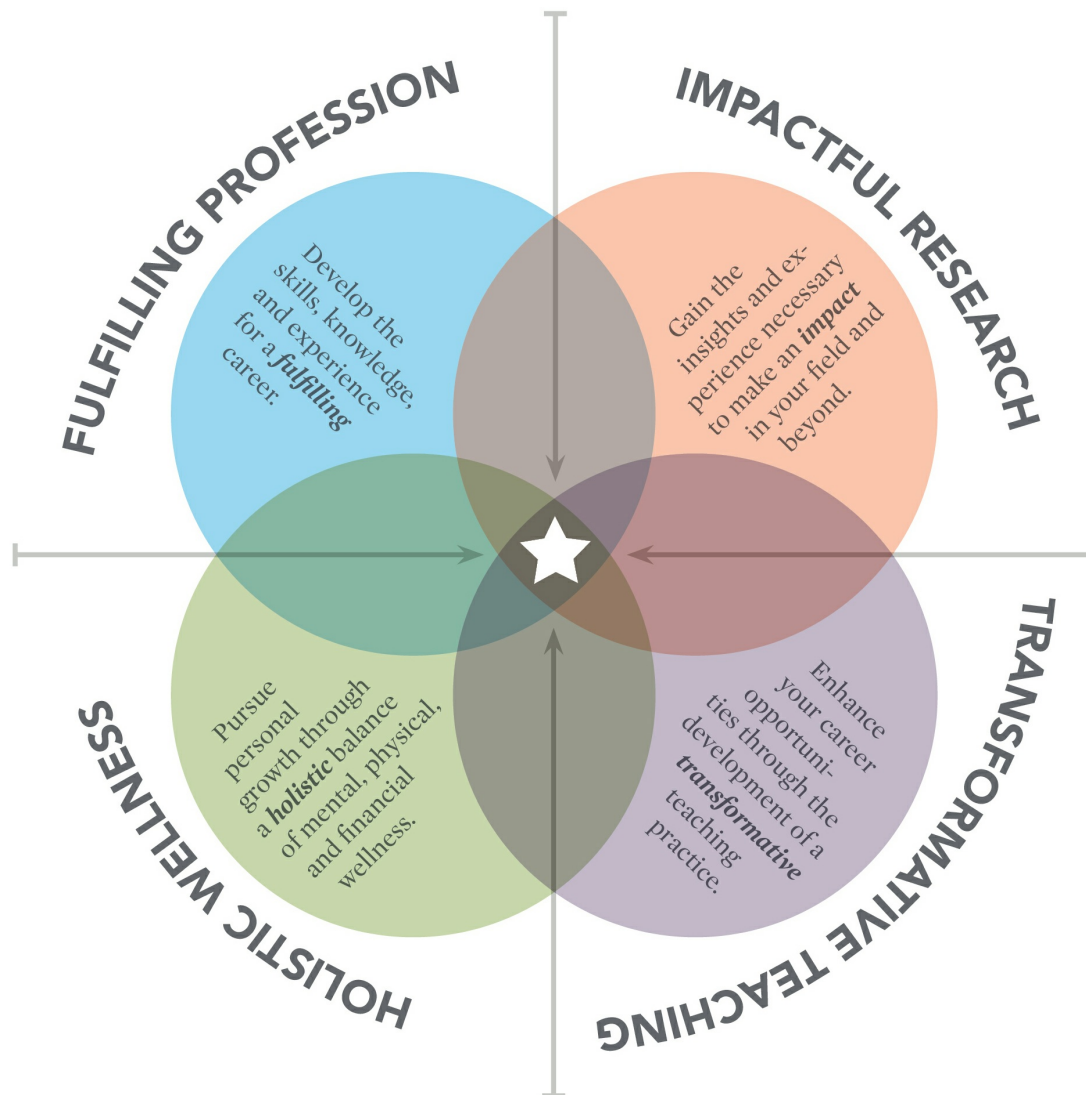 FULFILLING PROFESSION
Develop the
skills, knowledge,
and experience
for a fulfilling
career.
IMPACTFUL RESEARCH
Gain the
insights and ex-
perience necessary
to make an impact
in your field and
beyond.
HOLISTIC WELLNESS
Pursue
personal
growth through
a holistic balance
of mental, physical,
and financial
wellness.
TRANSFORMATIVE TEACHING
Enhance
your career
opportuni-
ties through the
development of a
transformative
teaching
practice.